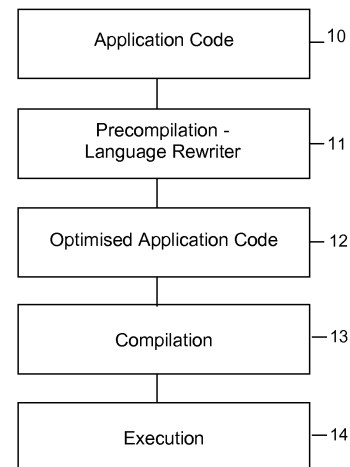 Application Code
10
Precompilation -
Language Rewriter
11
Optimised Application Code
12
Compilation
13
Execution
14